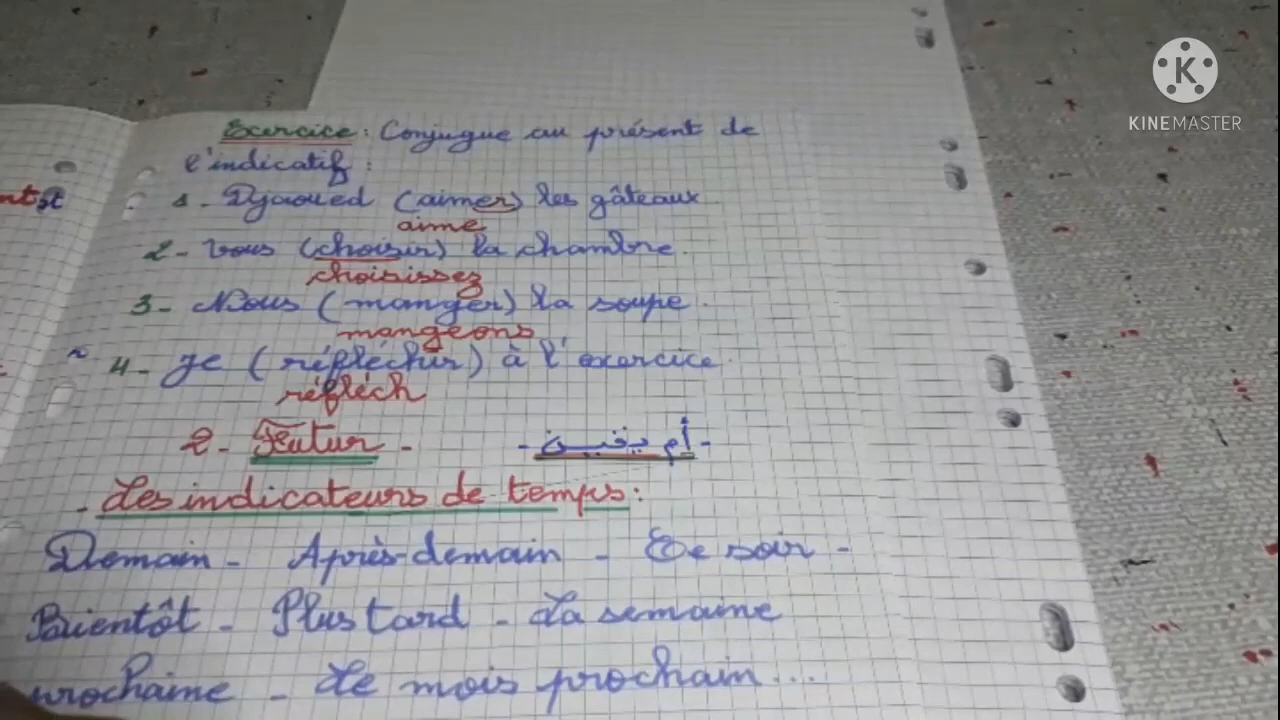 Exercice : Conjugue au présent de
l'indicatif :
1 - Djaoued (aimer) les gâteaux.
aime
2 - Vous (choisir) la chambre.
choisissez
3 - Nous (manger) la soupe.
mangeons
4 - Je (réfléchir) à l'exercice.
réfléch
2 - Futur -
- أم يقين -
- Les indicateurs de temps :
Demain - Après-demain - Ce soir -
Bientôt - Plus tard - La semaine
prochaine - Le mois prochain...
KINEMASTER